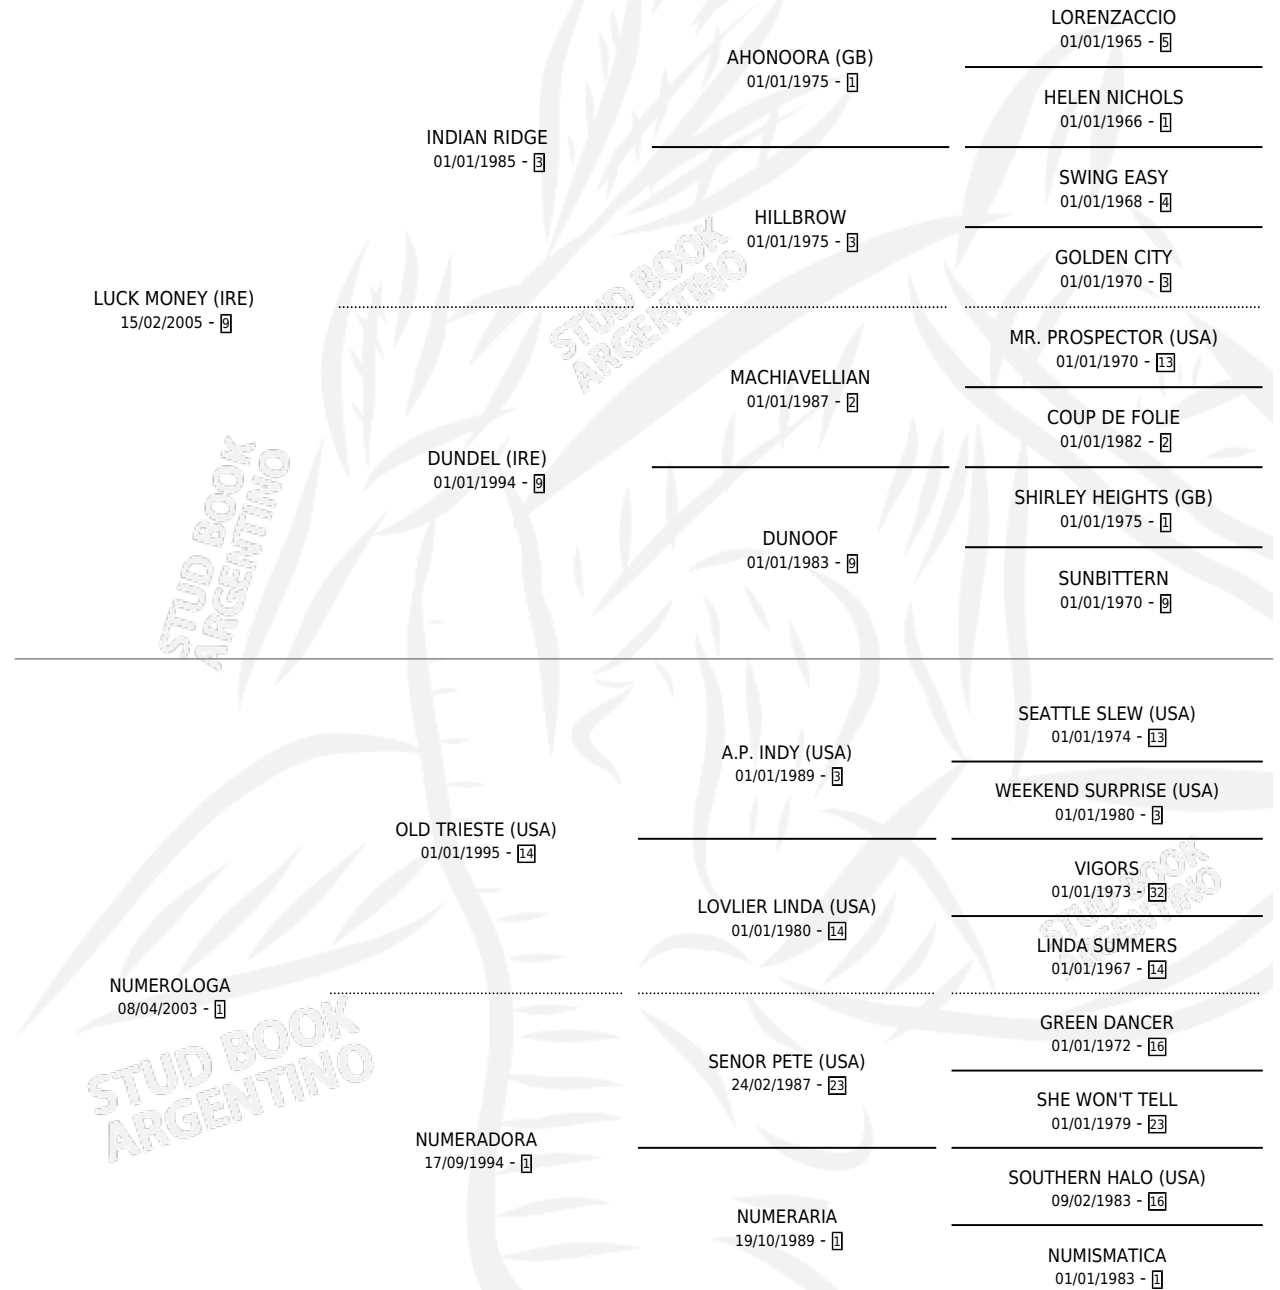 LORENZACCIO
01/01/1965 - 5
AHONOORA (GB)
01/01/1975 - 1
HELEN NICHOLS
01/01/1966 - 1
INDIAN RIDGE
01/01/1985 - 3
SWING EASY
01/01/1968 - 4
HILLBROW
01/01/1975 - 3
GOLDEN CITY
01/01/1970 - 3
LUCK MONEY (IRE)
15/02/2005 - 9
MR. PROSPECTOR (USA)
01/01/1970 - 13
MACHIAVELLIAN
01/01/1987 - 2
COUP DE FOLIE
01/01/1982 - 2
DUNDEL (IRE)
01/01/1994 - 9
SHIRLEY HEIGHTS (GB)
01/01/1975 - 1
DUNOOF
01/01/1983 - 9
SUNBITTERN
01/01/1970 - 9
STUD BOOK
ARGENTINO
STUD BOOK
ARGENTINO
SEATTLE SLEW (USA)
01/01/1974 - 13
A.P. INDY (USA)
01/01/1989 - 3
WEEKEND SURPRISE (USA)
01/01/1980 - 3
OLD TRIESTE (USA)
01/01/1995 - 14
VIGORS
01/01/1973 - 32
LOVLIER LINDA (USA)
01/01/1980 - 14
LINDA SUMMERS
01/01/1967 - 14
NUMEROLOGA
08/04/2003 - 1
GREEN DANCER
01/01/1972 - 16
SENOR PETE (USA)
24/02/1987 - 23
SHE WON'T TELL
01/01/1979 - 23
NUMERADORA
17/09/1994 - 1
SOUTHERN HALO (USA)
09/02/1983 - 16
NUMERARIA
19/10/1989 - 1
NUMISMATICA
01/01/1983 - 1
STUD BOOK
ARGENTINO
STUD BOOK
ARGENTINO